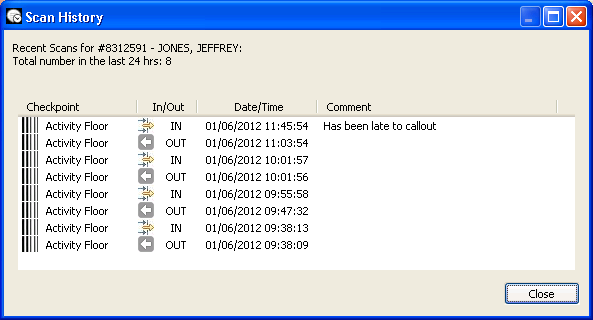 Scan History
Recent Scans for #8312591 - JONES, JEFFREY:
Total number in the last 24 hrs: 8
Checkpoint In/Out Date/Time Comment
Activity Floor IN 01/06/2012 11:45:54 Has been late to callout
Activity Floor OUT 01/06/2012 11:03:54
Activity Floor IN 01/06/2012 10:01:57
Activity Floor OUT 01/06/2012 10:01:56
Activity Floor IN 01/06/2012 09:55:58
Activity Floor OUT 01/06/2012 09:47:32
Activity Floor IN 01/06/2012 09:38:13
Activity Floor OUT 01/06/2012 09:38:09
Close